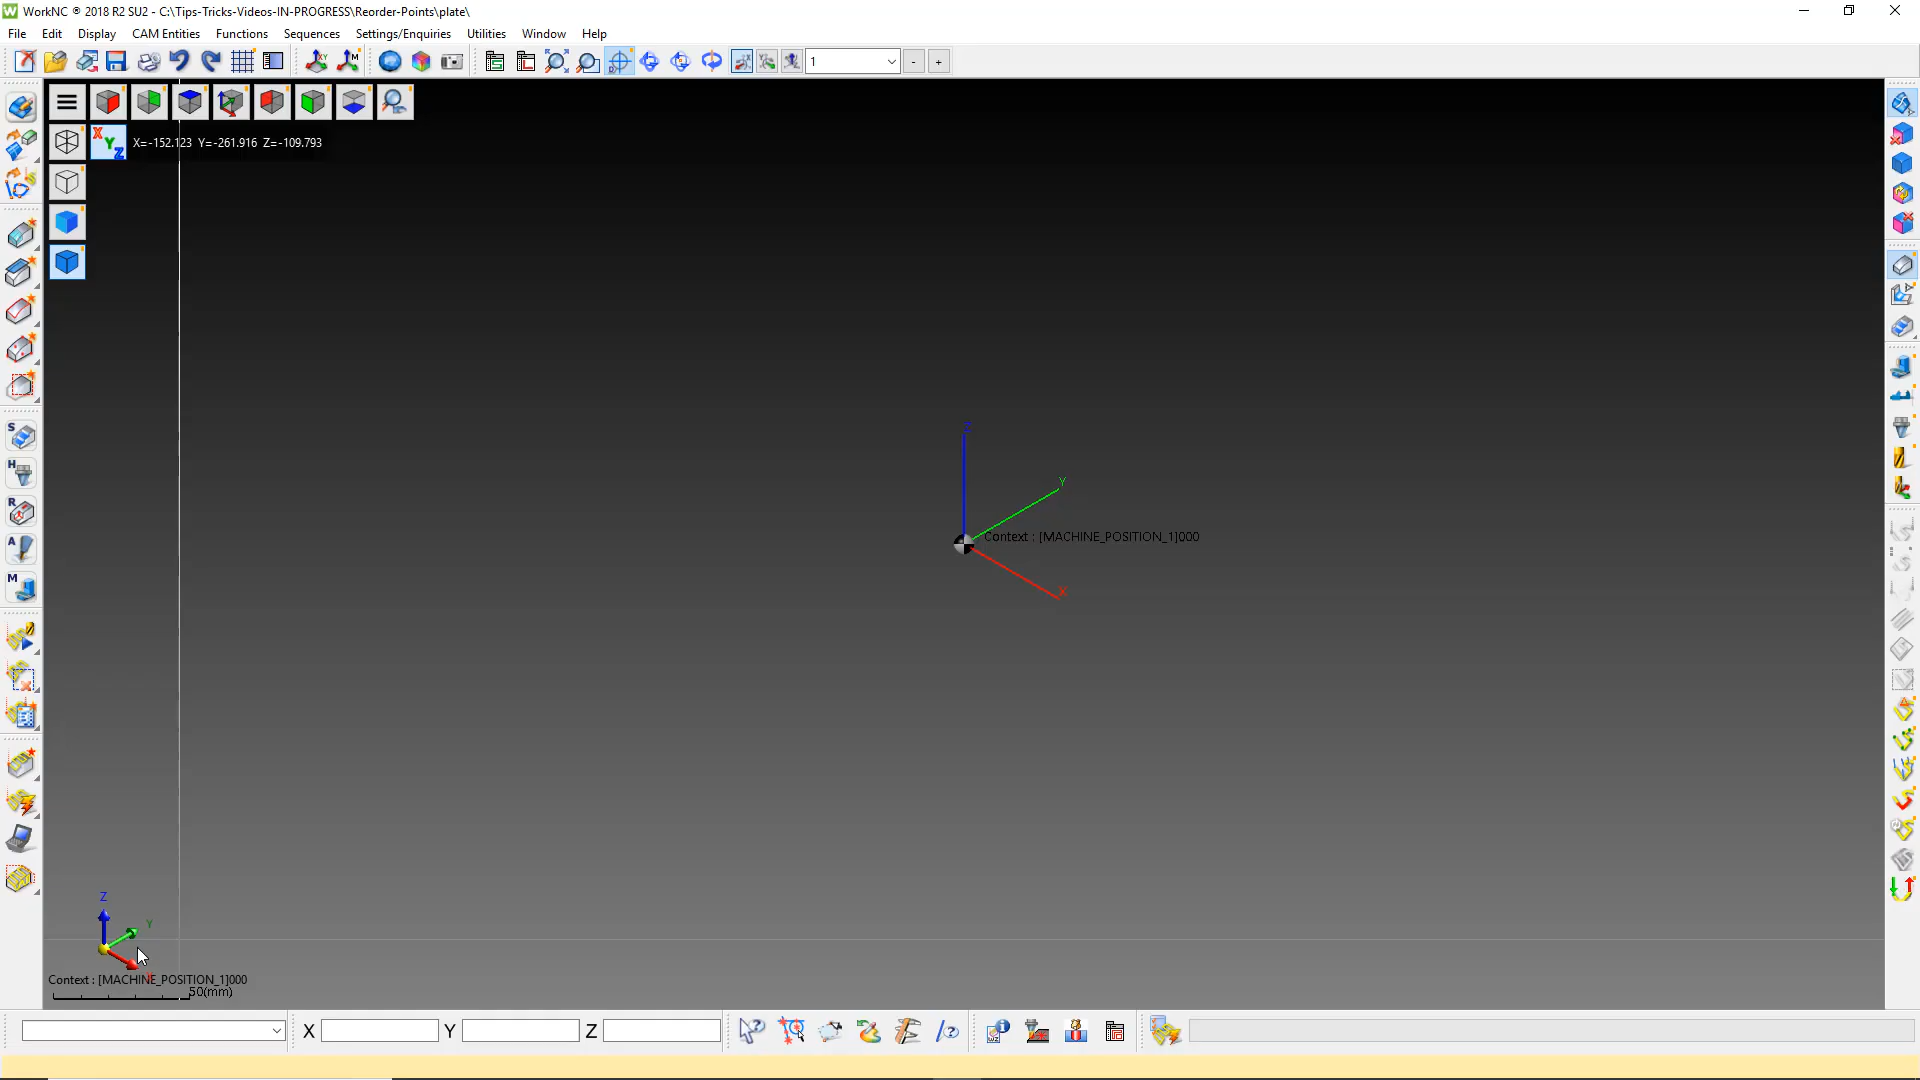 WorkNC ® 2018 R2 SU2 - C:\Tips-Tricks-Videos-IN-PROGRESS\Reorder-Points\plate\
File Edit Display CAM Entities Functions Sequences Settings/Enquiries Utilities Window Help
1
- +
X Y Z
X=-152.123 Y=-261.916 Z=-109.793
Z
Y
Context : [MACHINE_POSITION_1]000
X
S
H
R
A
M
Z
Y
X
Context : [MACHINE_POSITION_1]000
50(mm)
X Y Z